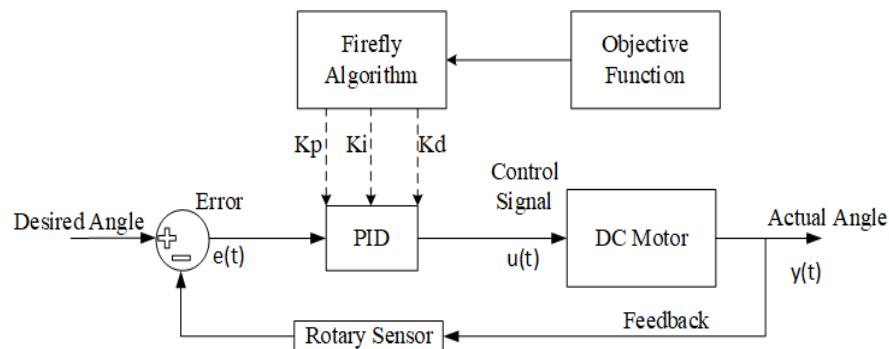 Firefly
Algorithm
Objective
Function
Kp
Ki
Kd
Control
Signal
Desired Angle
Error
+
−
e(t)
PID
u(t)
DC Motor
Actual Angle
y(t)
Rotary Sensor
Feedback